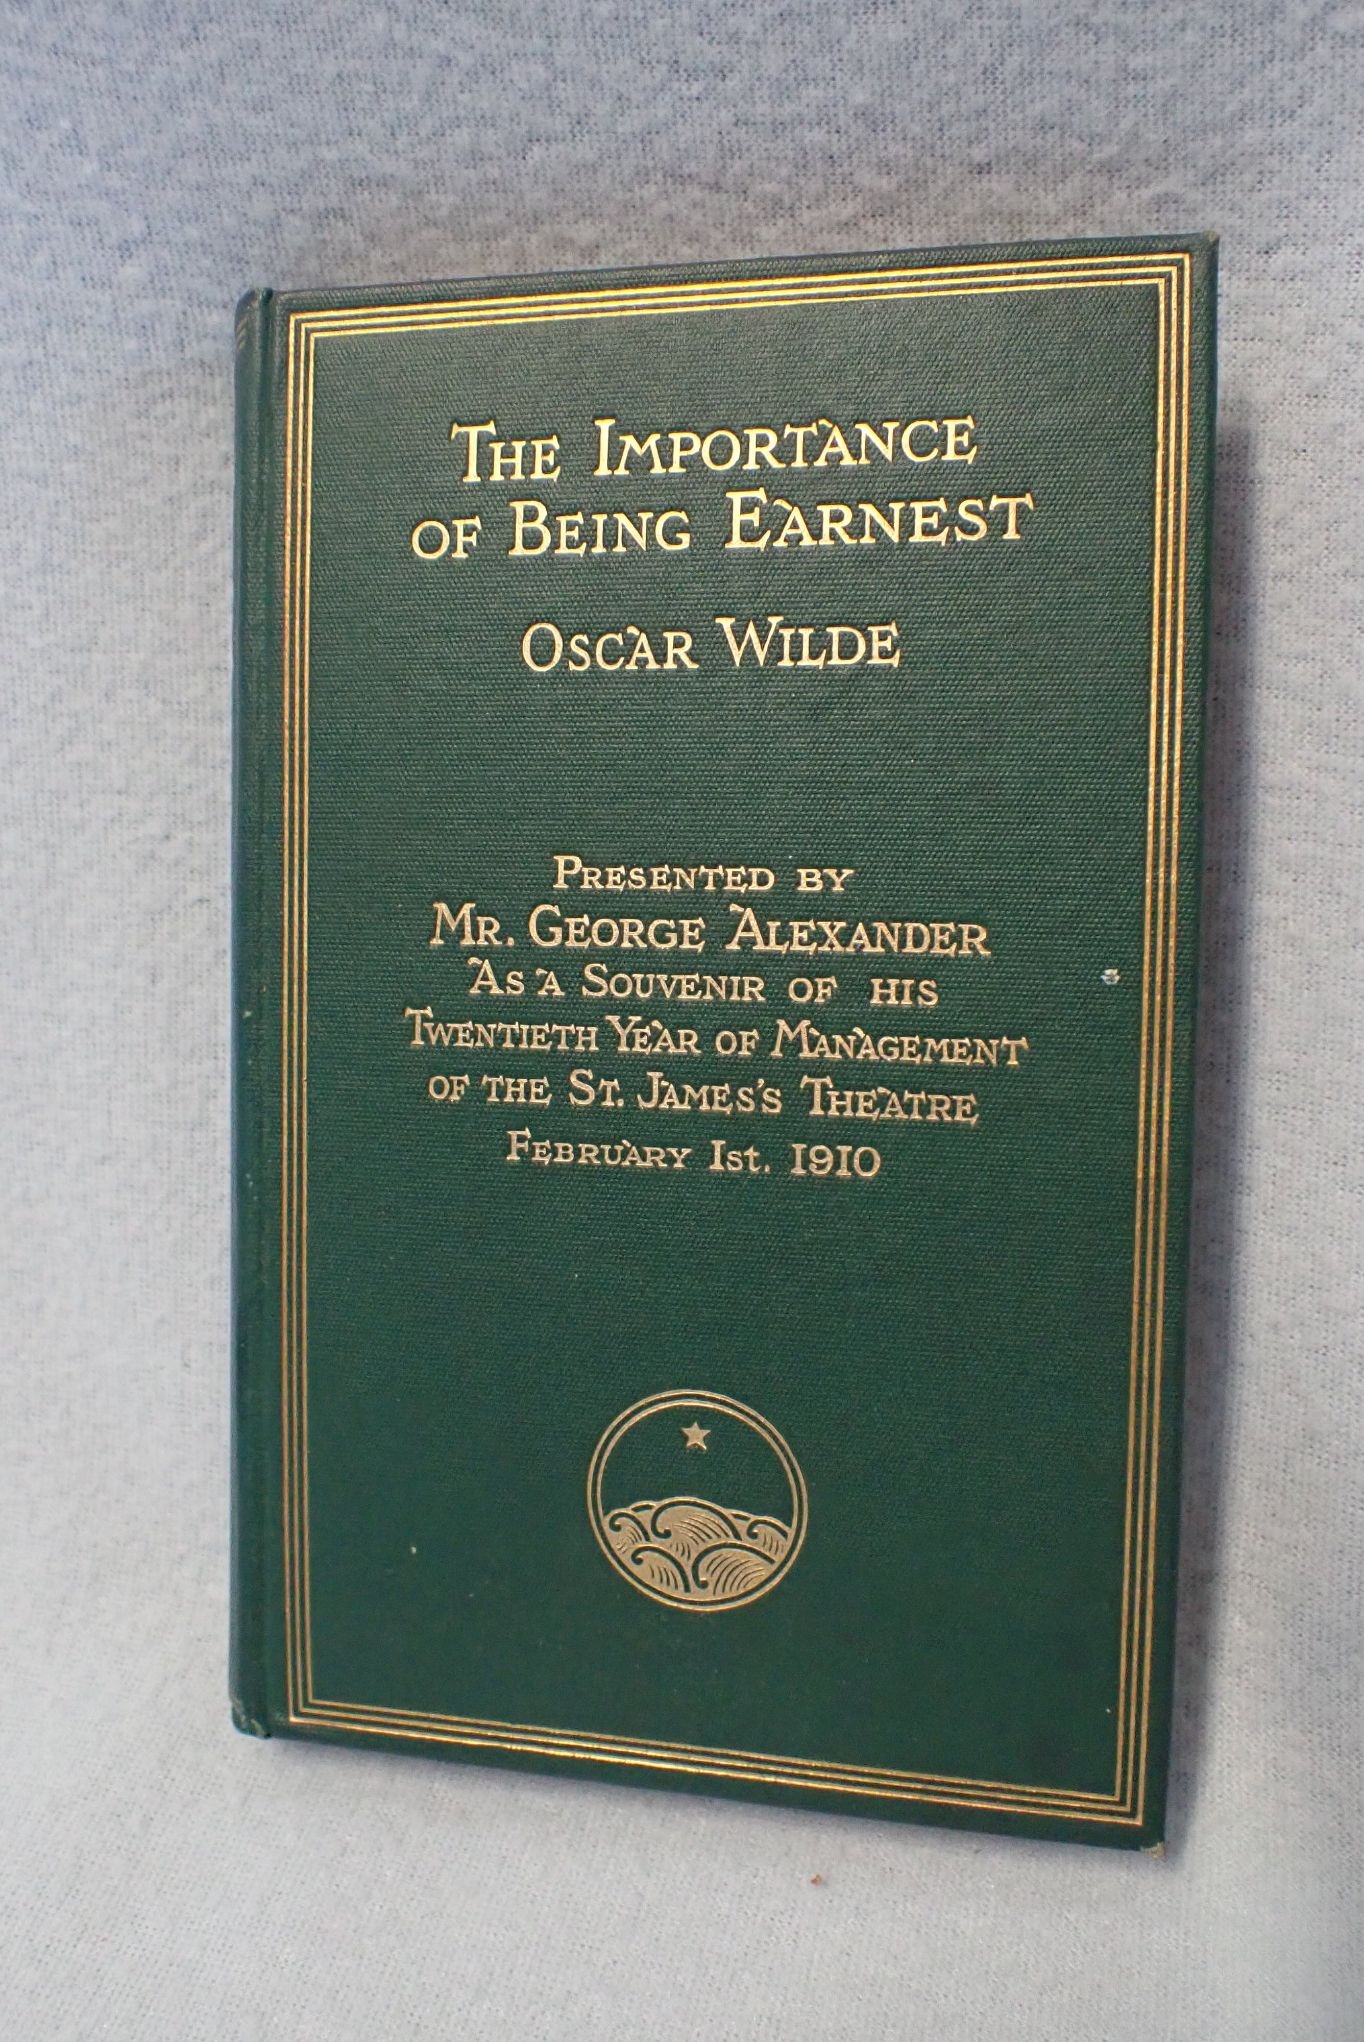 The Importance
of Being Earnest
Oscar Wilde
Presented by
Mr. George Alexander
As a Souvenir of his
Twentieth Year of Management
of the St. James's Theatre
February 1st. 1910